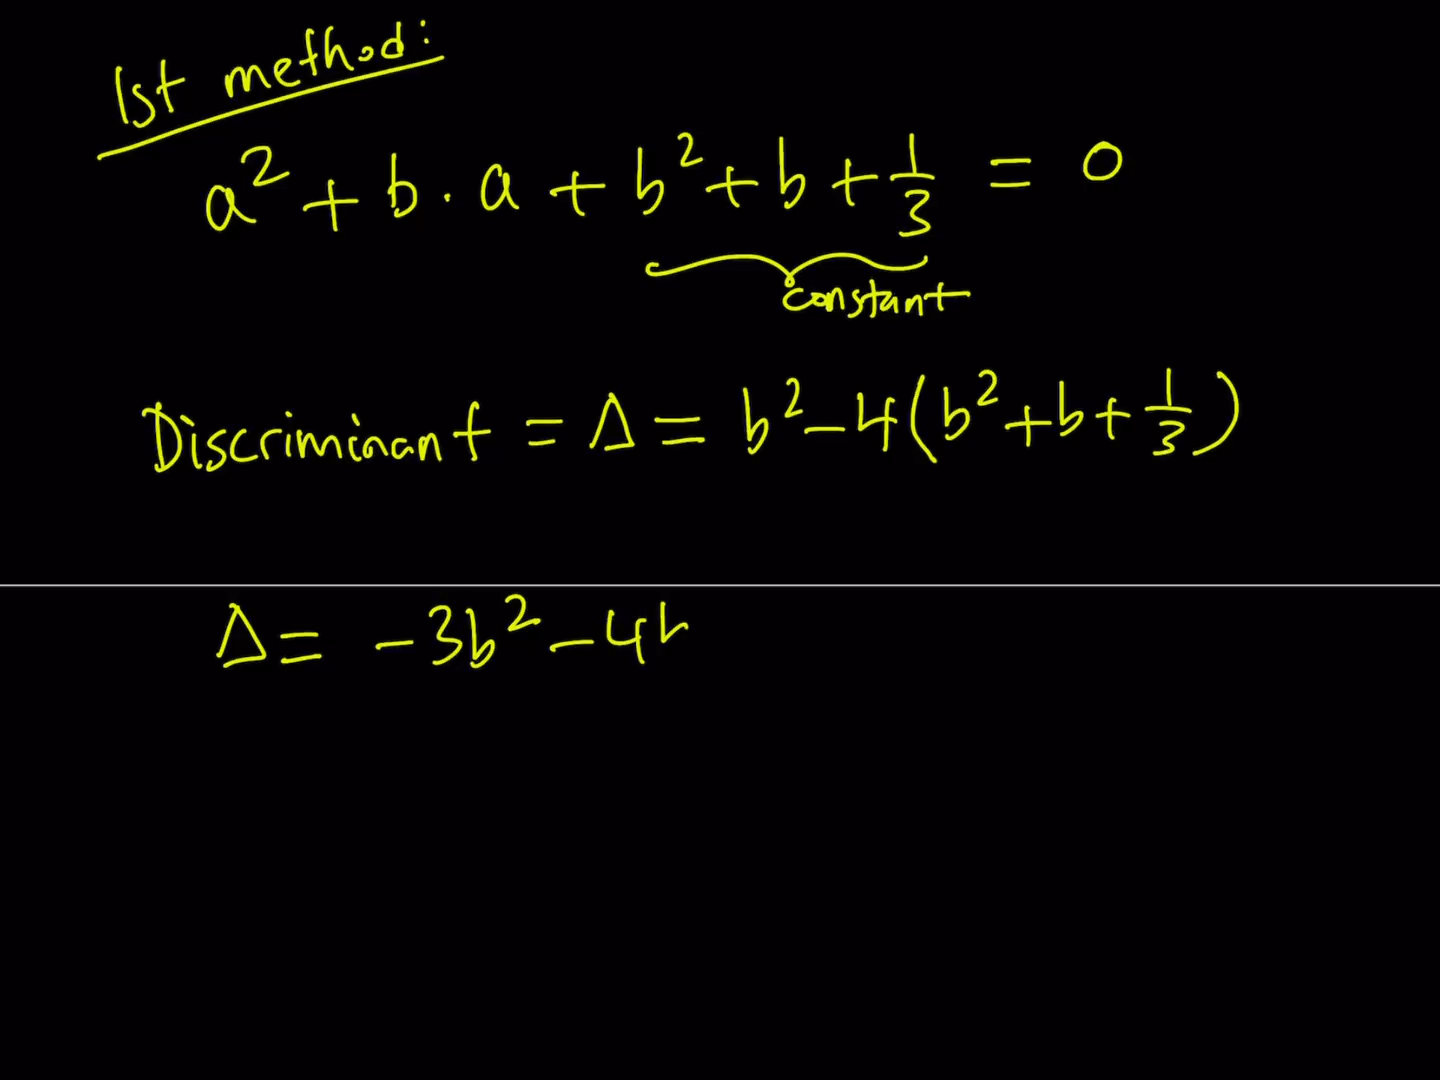 1st method:
a² + b · a + b² + b + 1/3 = 0
constant
Discriminant = Δ = b² - 4(b² + b + 1/3)
Δ = -3b² - 4